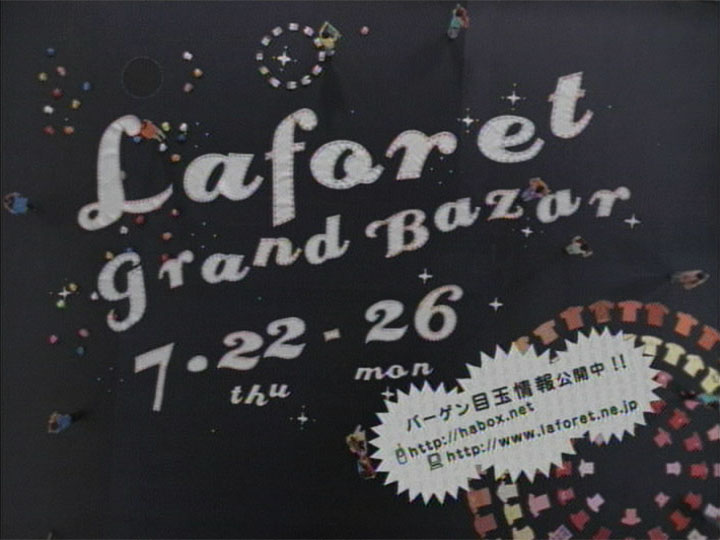 Laforet
Grand Bazar
7.22-26
thu mon
バーゲン目玉情報公開中!!
http://habox.net
http://www.laforet.ne.jp